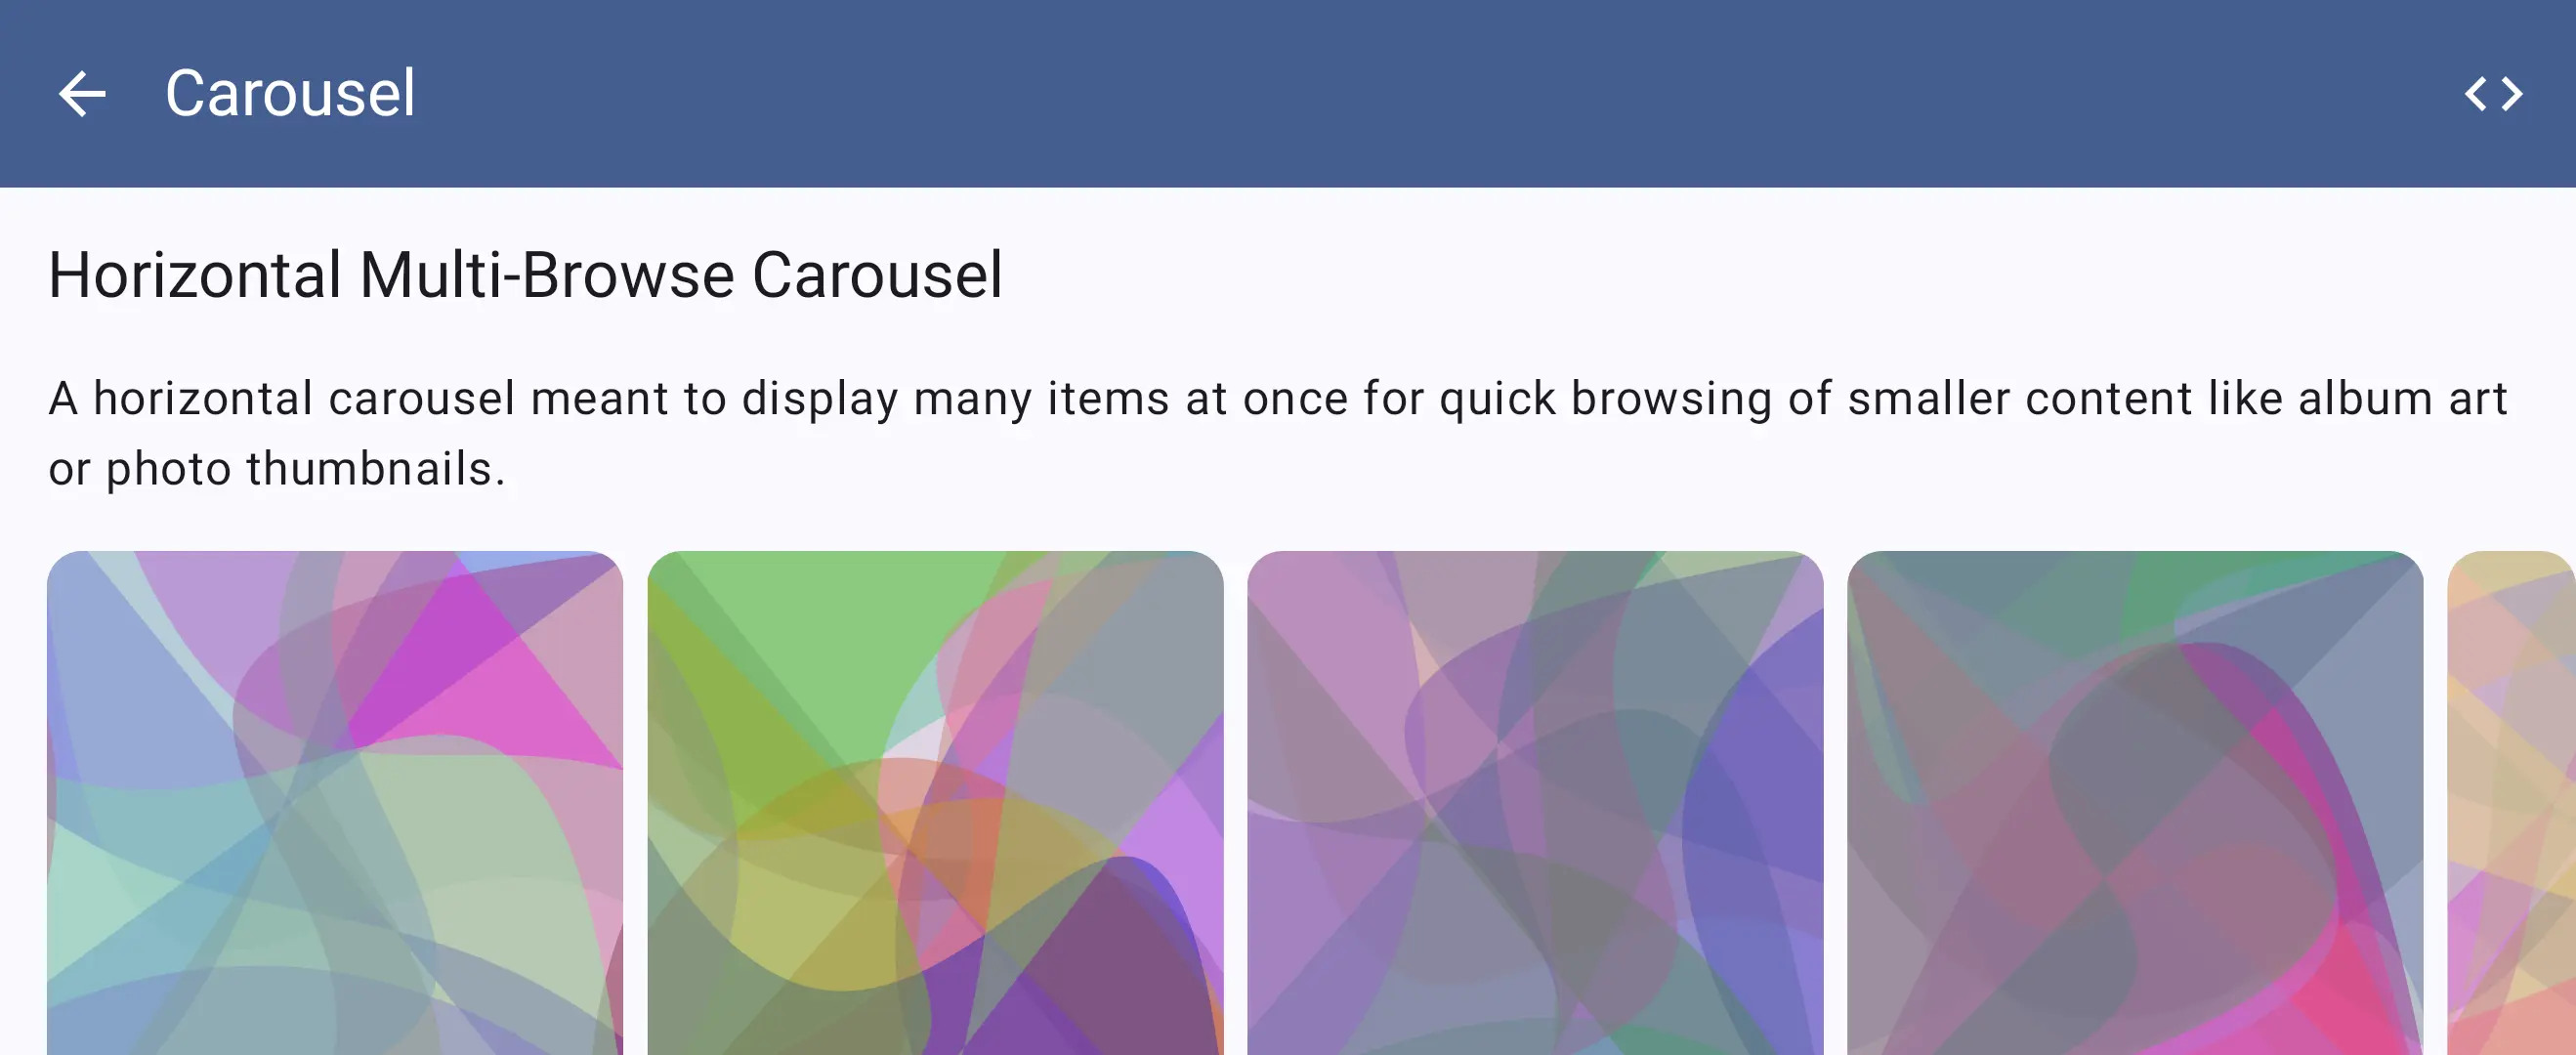 Carousel
Horizontal Multi-Browse Carousel
A horizontal carousel meant to display many items at once for quick browsing of smaller content like album art
or photo thumbnails.